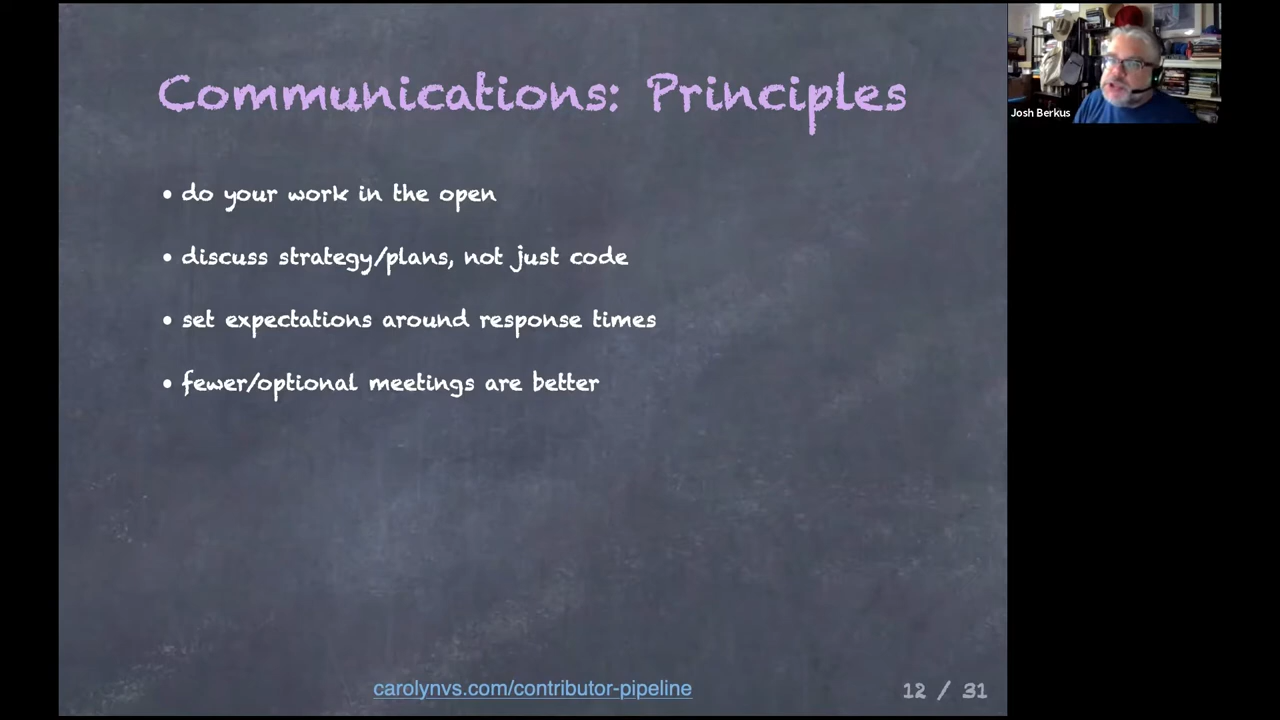 Communications: Principles
• do your work in the open
• discuss strategy/plans, not just code
• set expectations around response times
• fewer/optional meetings are better
carolynvs.com/contributor-pipeline
12 / 31
Josh Berkus